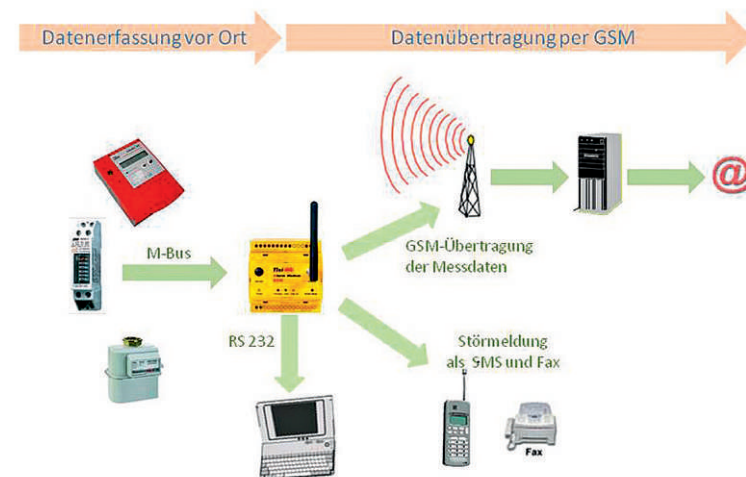 Datenerfassung vor Ort
Datenübertragung per GSM
M-Bus
GSM-Übertragung
der Messdaten
@
RS 232
Störmeldung
als SMS und Fax
Fax